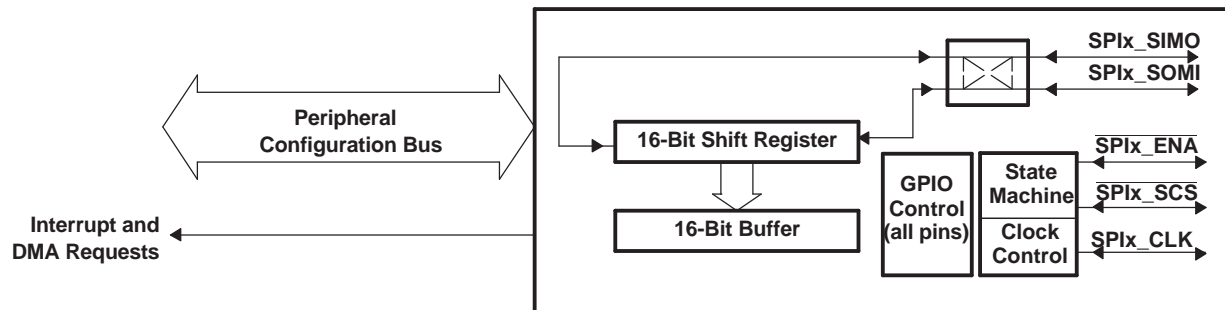 SPIx_SIMO
SPIx_SOMI
Peripheral
Configuration Bus
16-Bit Shift Register
16-Bit Buffer
Interrupt and
DMA Requests
GPIO
Control
(all pins)
State
Machine
Clock
Control
SPIx_ENA
SPIx_SCS
SPIx_CLK